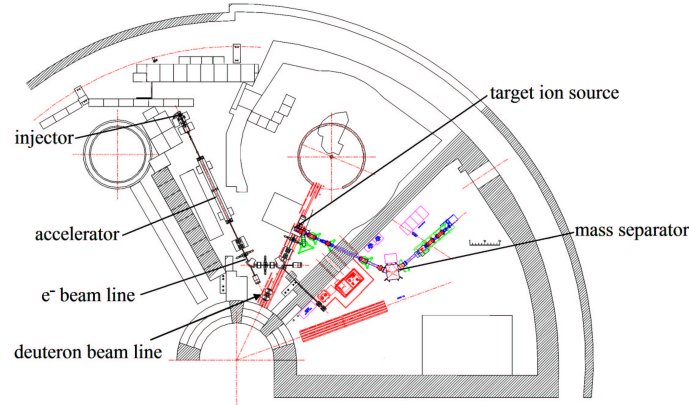 target ion source
injector
accelerator
mass separator
e⁻ beam line
deuteron beam line